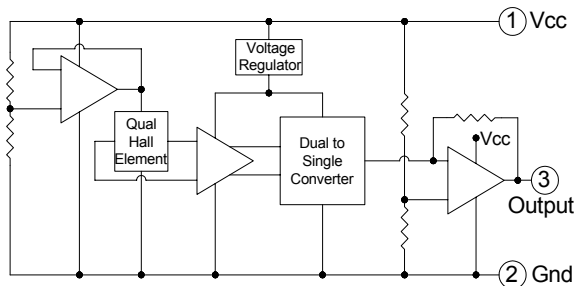 1 Vcc
Voltage
Regulator
Qual
Hall
Element
Dual to
Single
Converter
Vcc
3
Output
2 Gnd